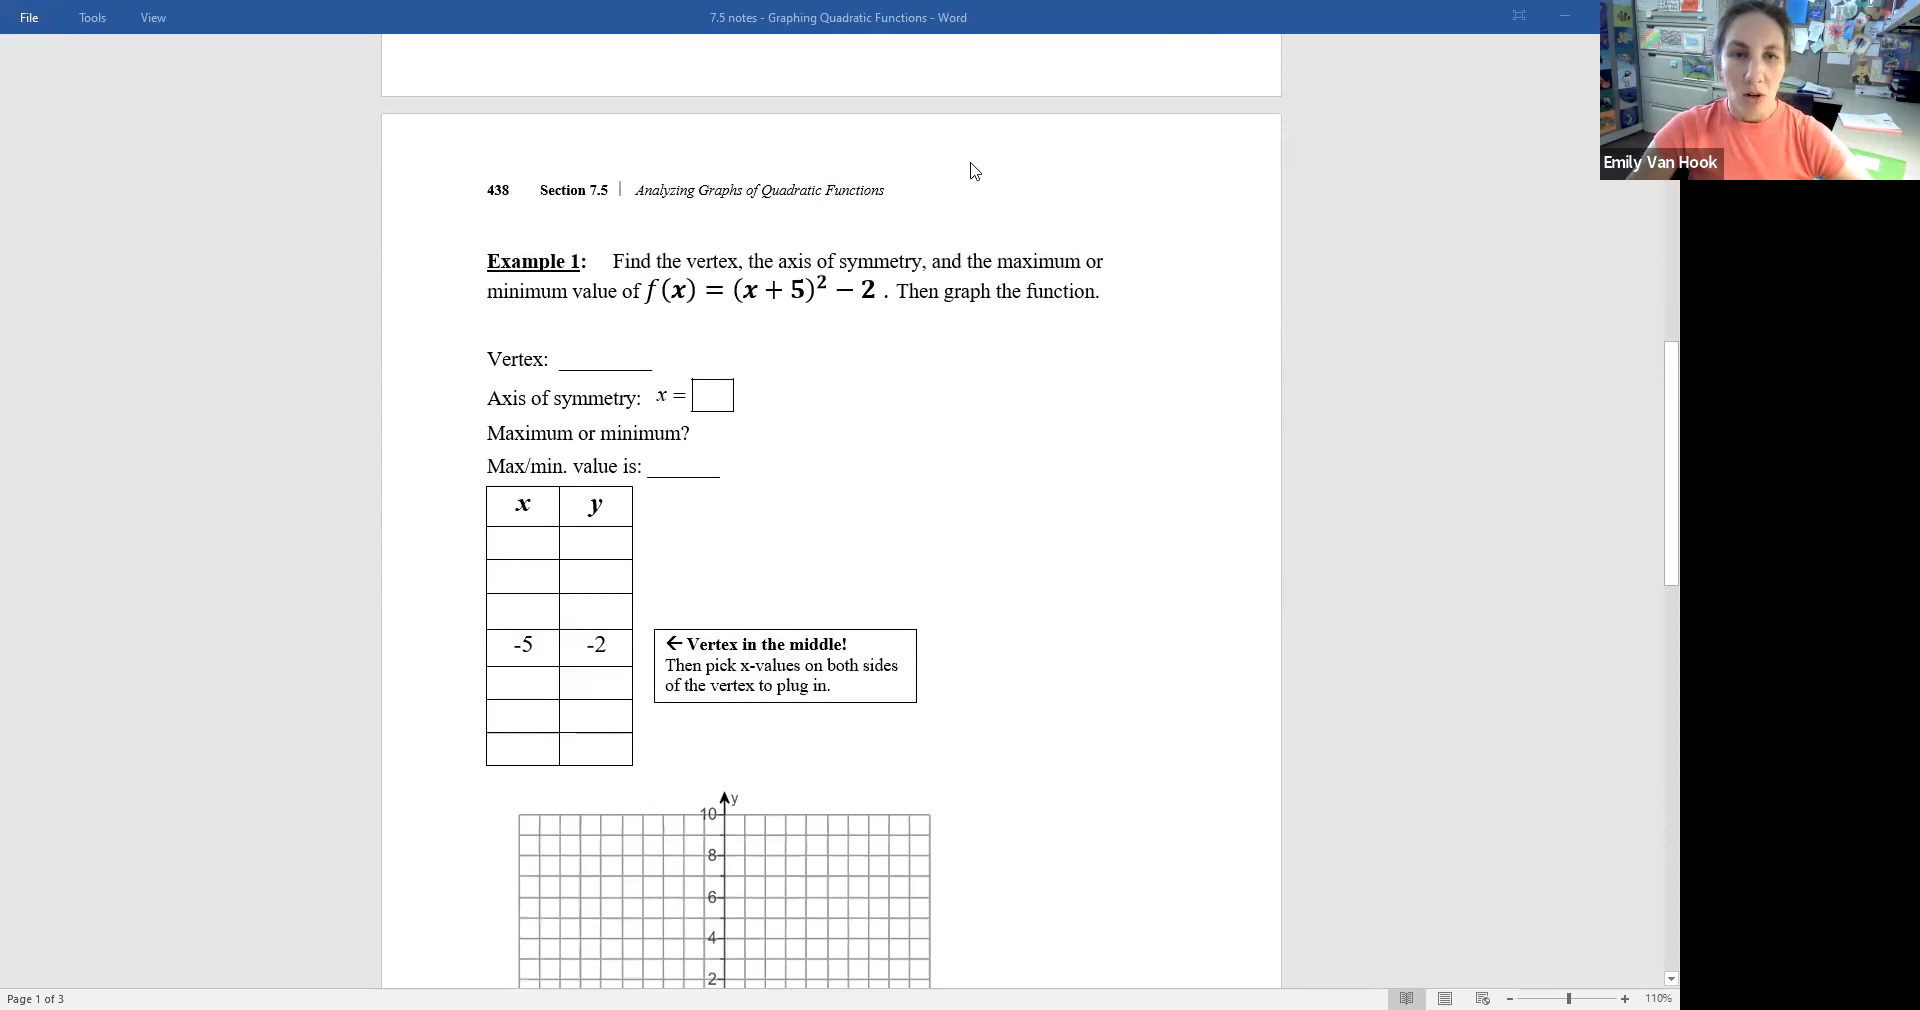 File Tools View
7.5 notes - Graphing Quadratic Functions - Word
Emily Van Hook
438 Section 7.5 | Analyzing Graphs of Quadratic Functions
Example 1: Find the vertex, the axis of symmetry, and the maximum or
minimum value of f(x) = (x + 5)² − 2 . Then graph the function.
Vertex: _________
Axis of symmetry: x =
Maximum or minimum?
Max/min. value is: _______
x y
-5 -2
← Vertex in the middle!
Then pick x-values on both sides
of the vertex to plug in.
y
10
8
6
4
2
Page 1 of 3
110%